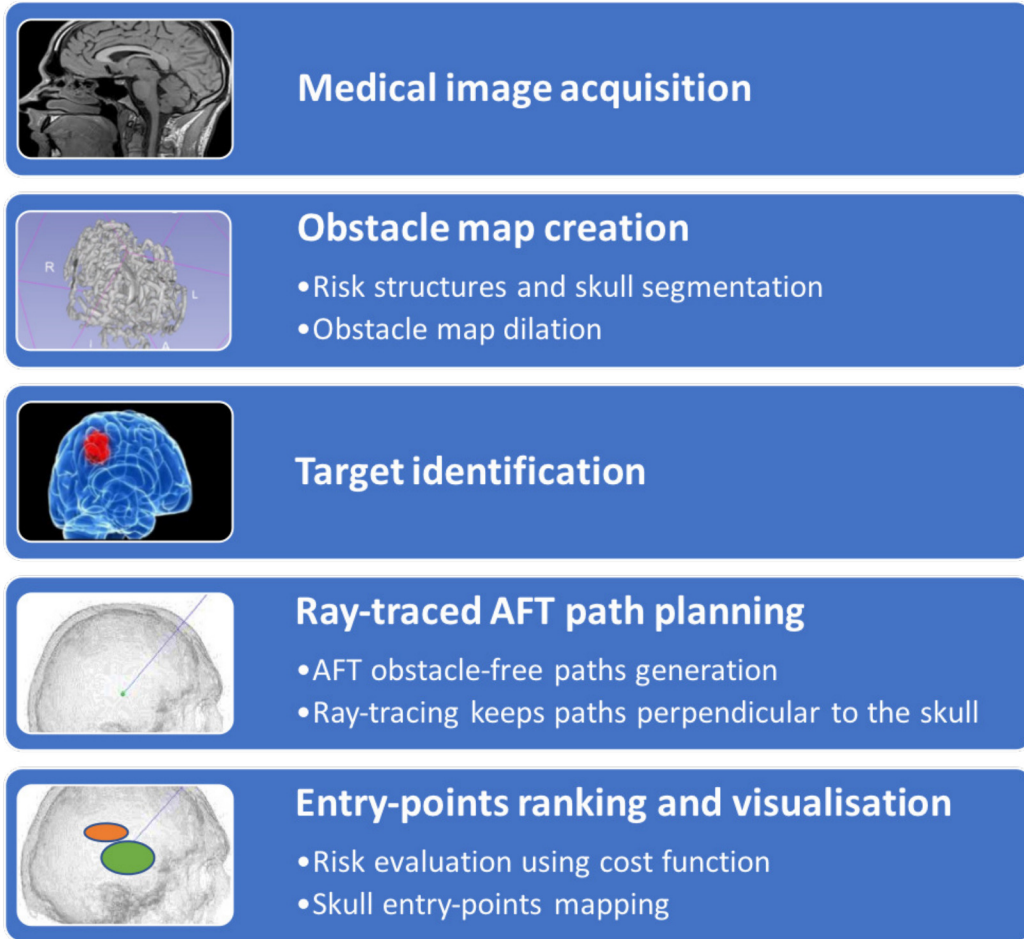 Medical image acquisition
Obstacle map creation
R
L
A
•Risk structures and skull segmentation
•Obstacle map dilation
Target identification
Ray-traced AFT path planning
•AFT obstacle-free paths generation
•Ray-tracing keeps paths perpendicular to the skull
Entry-points ranking and visualisation
•Risk evaluation using cost function
•Skull entry-points mapping